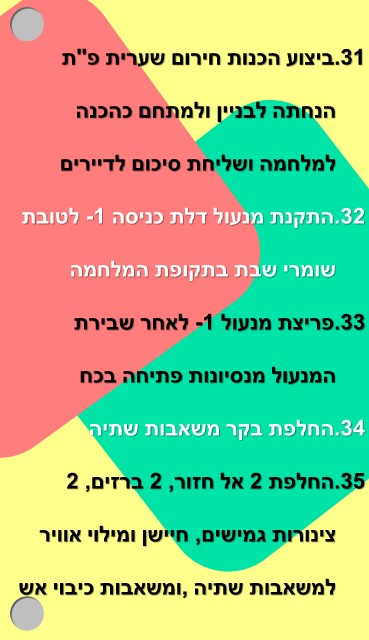 31.ביצוע הכנות חירום שערית פ"ת
הנחתה לבניין ולמתחם כהכנה
למלחמה ושליחת סיכום לדיירים
32.התקנת מנעול דלת כניסה 1- לטובת
שומרי שבת בתקופת המלחמה
33.פריצת מנעול 1- לאחר שבירת
המנעול מנסיונות פתיחה בכח
34.החלפת בקר משאבות שתיה
35.החלפת 2 אל חזור, 2 ברזים, 2
צינורות גמישים, חיישן ומילוי אוויר
למשאבות שתיה ,ומשאבות כיבוי אש